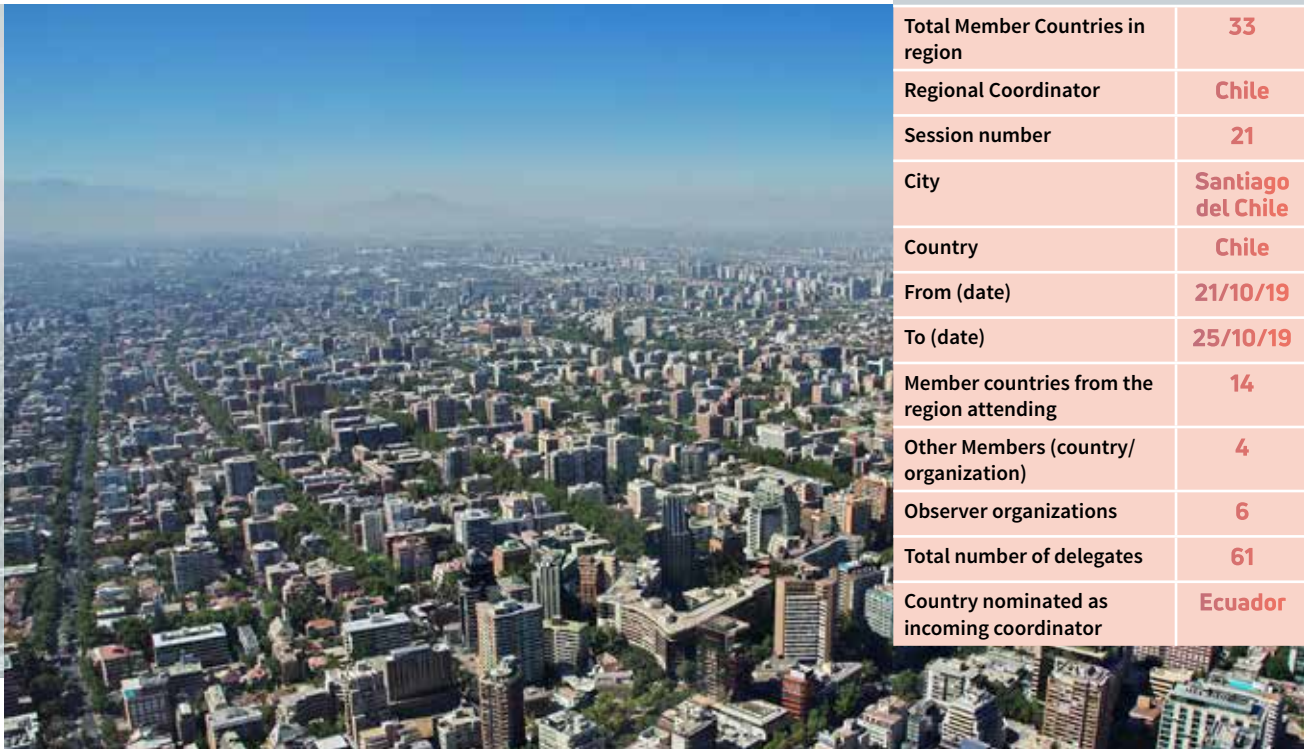 Total Member Countries in
region
33
Regional Coordinator
Chile
Session number
21
City
Santiago
del Chile
Country
Chile
From (date)
21/10/19
To (date)
25/10/19
Member countries from the
region attending
14
Other Members (country/
organization)
4
Observer organizations
6
Total number of delegates
61
Country nominated as
incoming coordinator
Ecuador